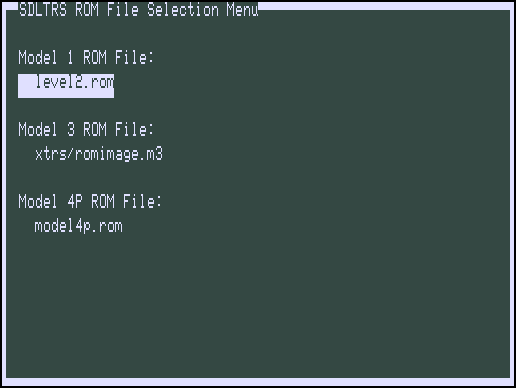 SDLTRS ROM File Selection Menu
Model 1 ROM File:
level2.rom
Model 3 ROM File:
xtrs/romimage.m3
Model 4P ROM File:
model4p.rom